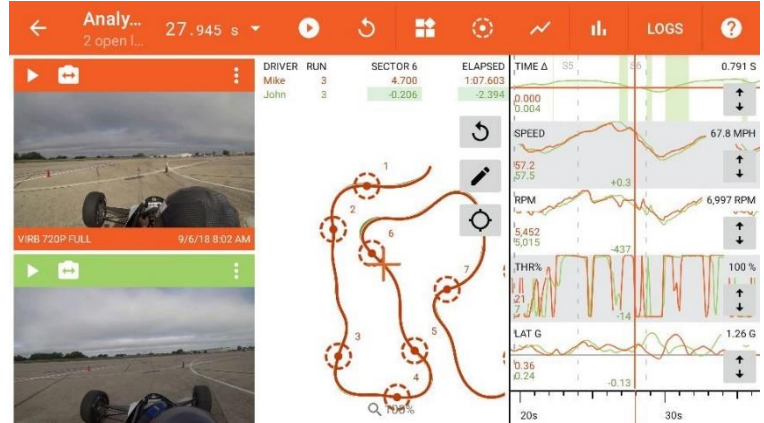 Analy...
2 open l...
27.945 s
LOGS
?
VIRB 720P FULL 9/6/18 8:02 AM
DRIVER RUN SECTOR 6 ELAPSED
Mike 3 4.700 1:07.603
John 3 -0.206 -2.394
1
2
6
7
3
5
4
100%
TIME Δ S5 S6 0.791 S
0.000
0.004
SPEED 67.8 MPH
57.2
57.5 +0.3
RPM 6,997 RPM
5,452
5,015 -437
THR% 100 %
21
7 -14
LAT G 1.26 G
0.36
0.24 -0.13
20s 30s